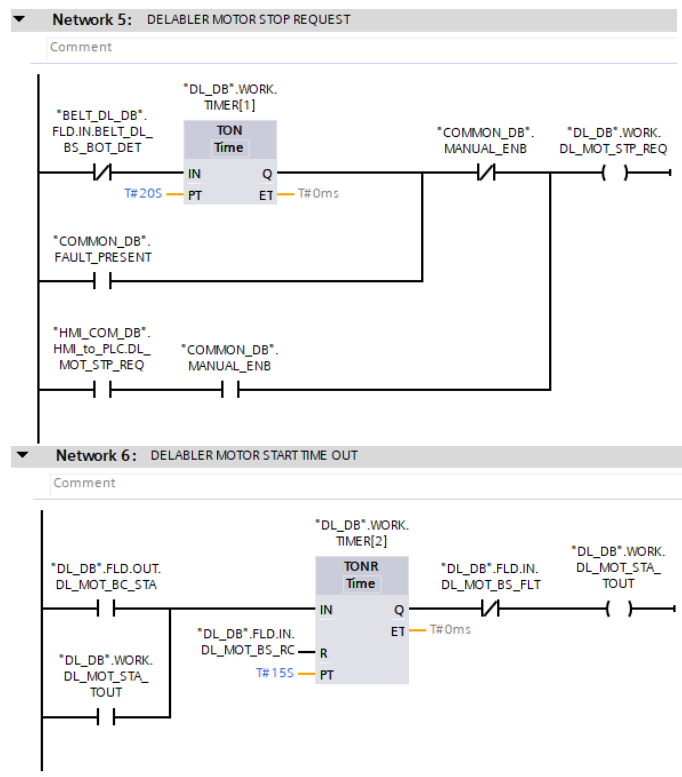 Network 5: DELABLER MOTOR STOP REQUEST
Comment
"DL_DB".WORK.
TIMER[1]
"BELT_DL_DB".
FLD.IN.BELT_DL_
BS_BOT_DET
TON
Time
"COMMON_DB".
MANUAL_ENB
"DL_DB".WORK.
DL_MOT_STP_REQ
IN Q
T#20S PT ET T#0ms
"COMMON_DB".
FAULT_PRESENT
"HMI_COM_DB".
HMI_to_PLC.DL_
MOT_STP_REQ
"COMMON_DB".
MANUAL_ENB
Network 6: DELABLER MOTOR START TIME OUT
Comment
"DL_DB".WORK.
TIMER[2]
"DL_DB".FLD.OUT.
DL_MOT_BC_STA
TONR
Time
"DL_DB".FLD.IN.
DL_MOT_BS_FLT
"DL_DB".WORK.
DL_MOT_STA_
TOUT
IN Q
ET T#0ms
"DL_DB".FLD.IN.
DL_MOT_BS_RC R
T#15S PT
"DL_DB".WORK.
DL_MOT_STA_
TOUT